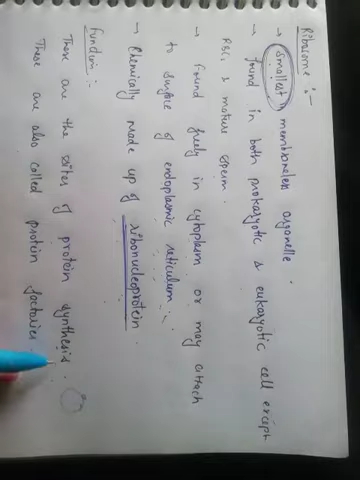 Ribosome :-
→ Smallest membraneless organelle.
→ found in both prokaryotic & eukaryotic cell except
RBCs & mature sperm.
→ found freely in cytoplasm or may attach
to surface of endoplasmic reticulum.
→ Chemically made up of ribonucleoprotein.
Function:-
These are the sites of protein synthesis.
These are also called protein factories.